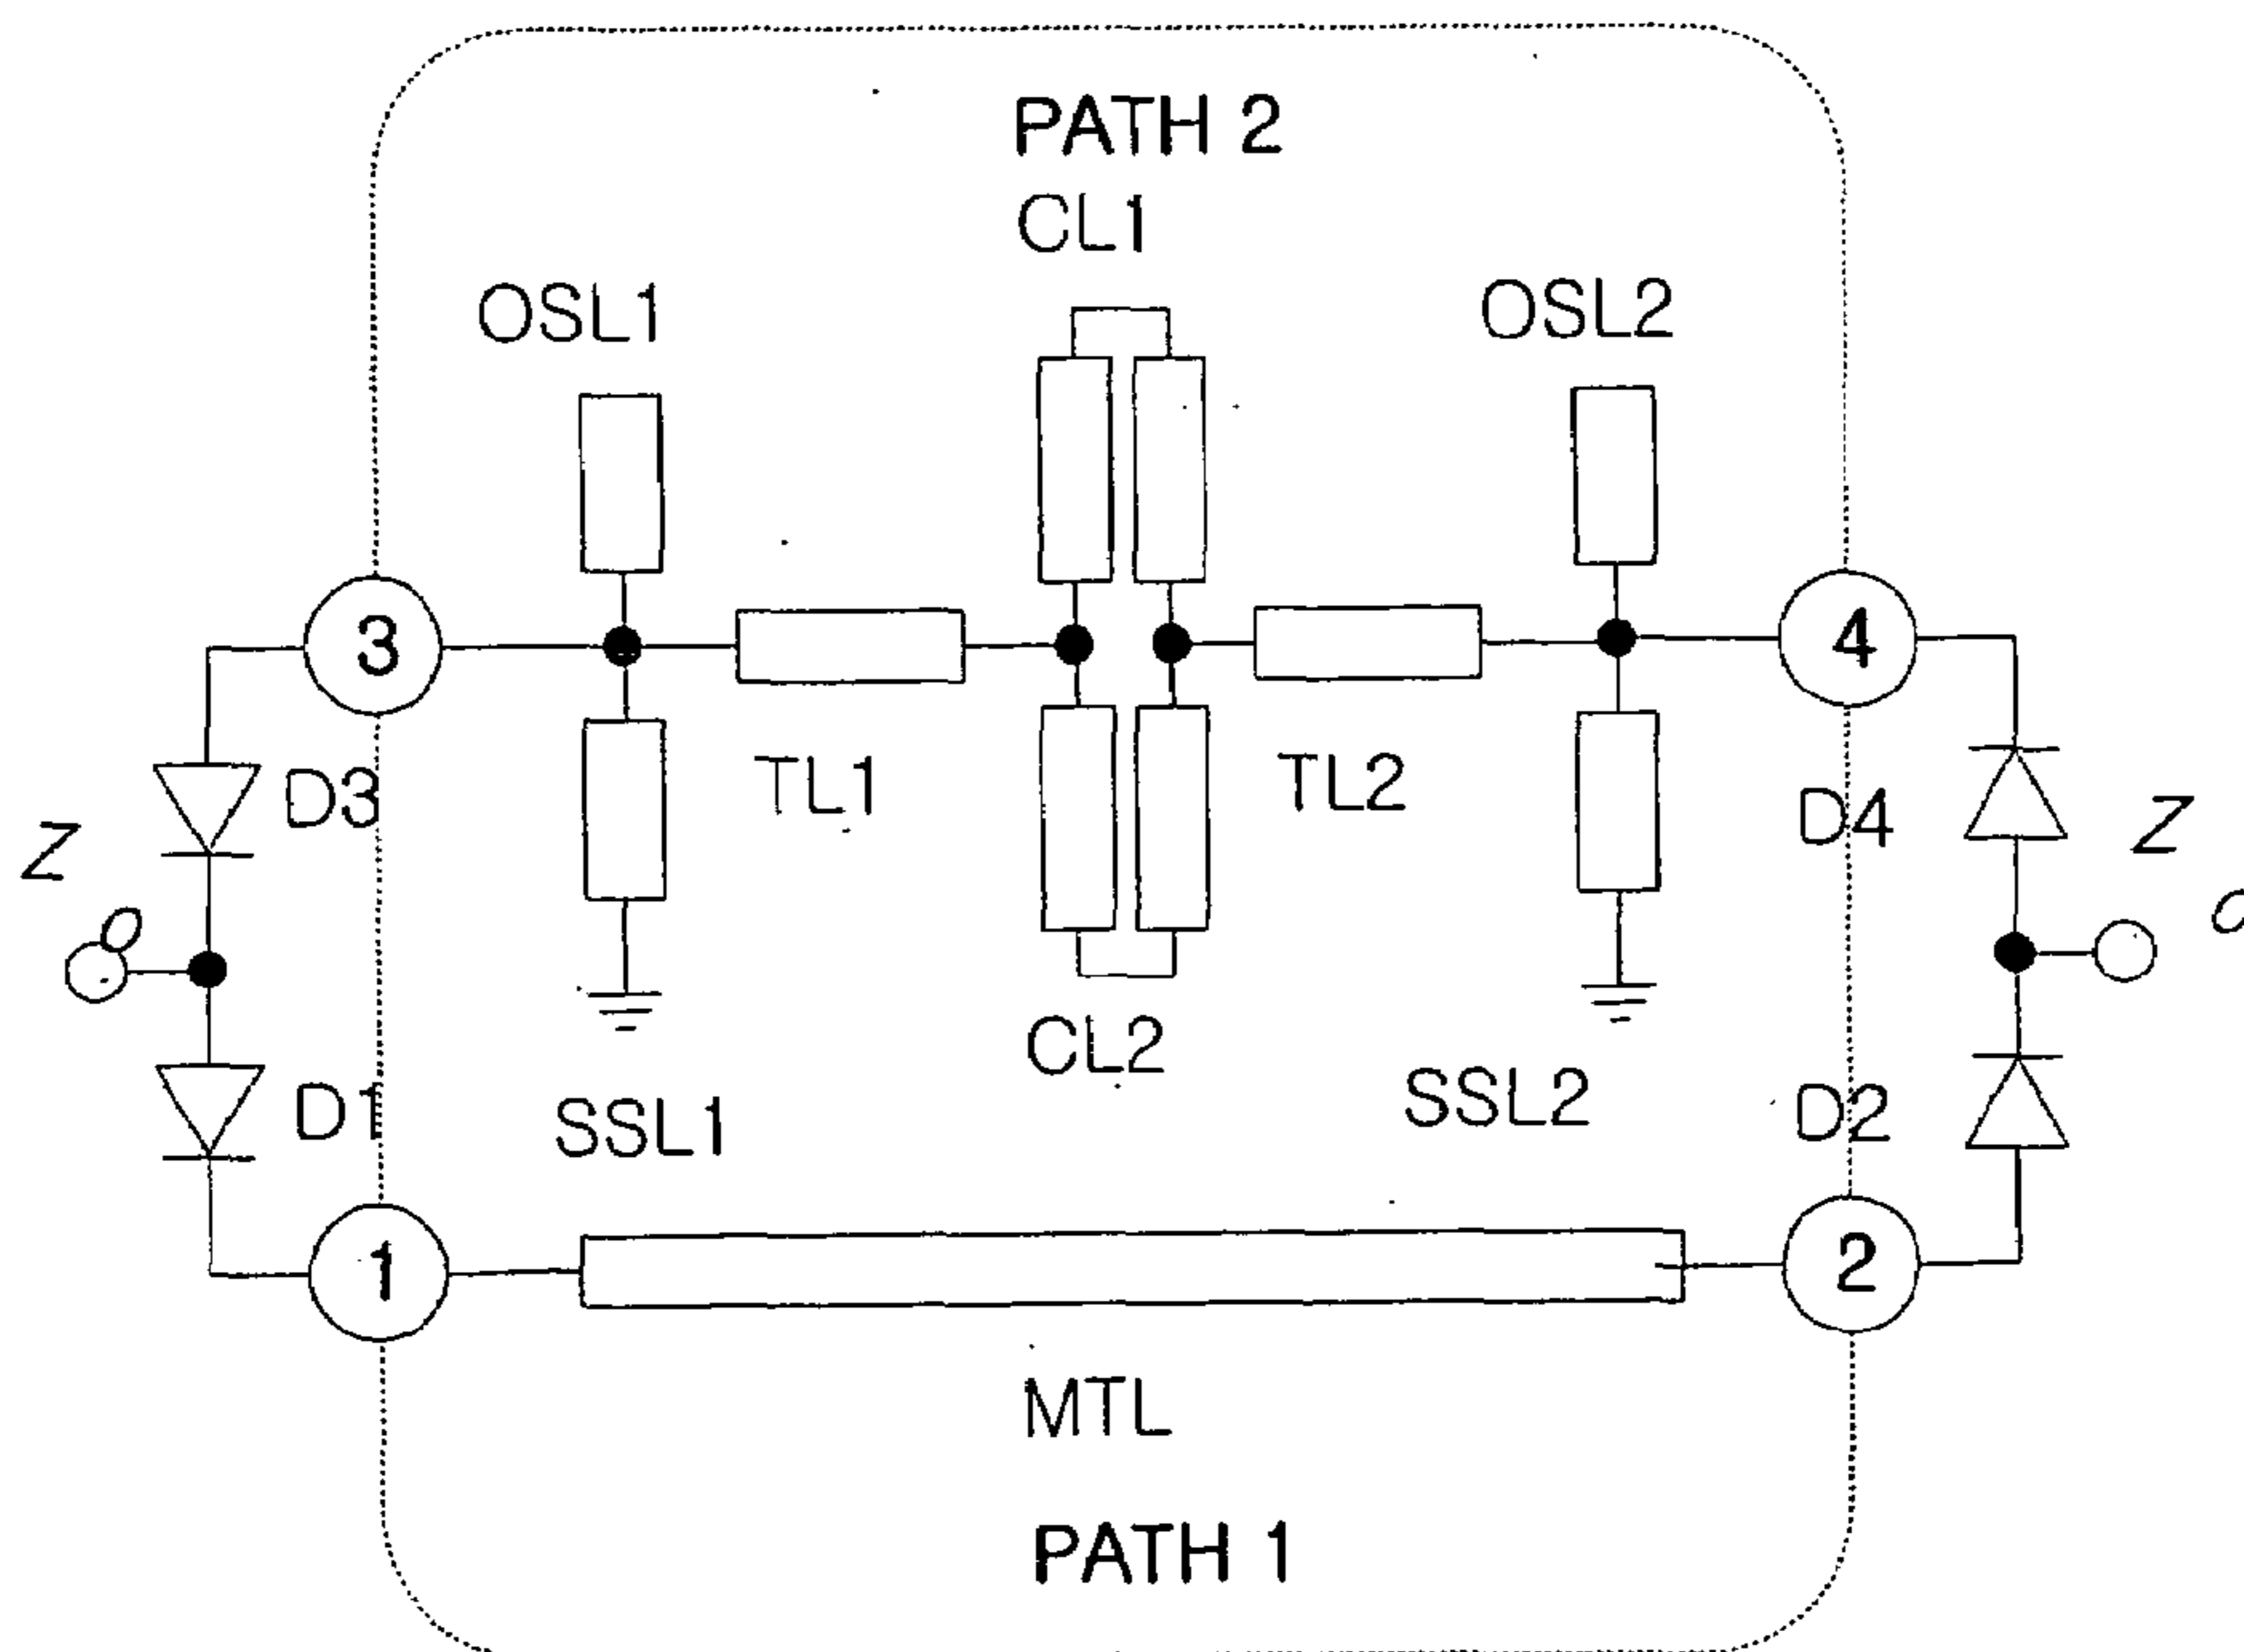 PATH 2
CL1
OSL1
OSL2
3
4
TL1
TL2
D3
D4
Z
o
Z
o
CL2
SSL1
SSL2
D1
D2
1
2
MTL
PATH 1